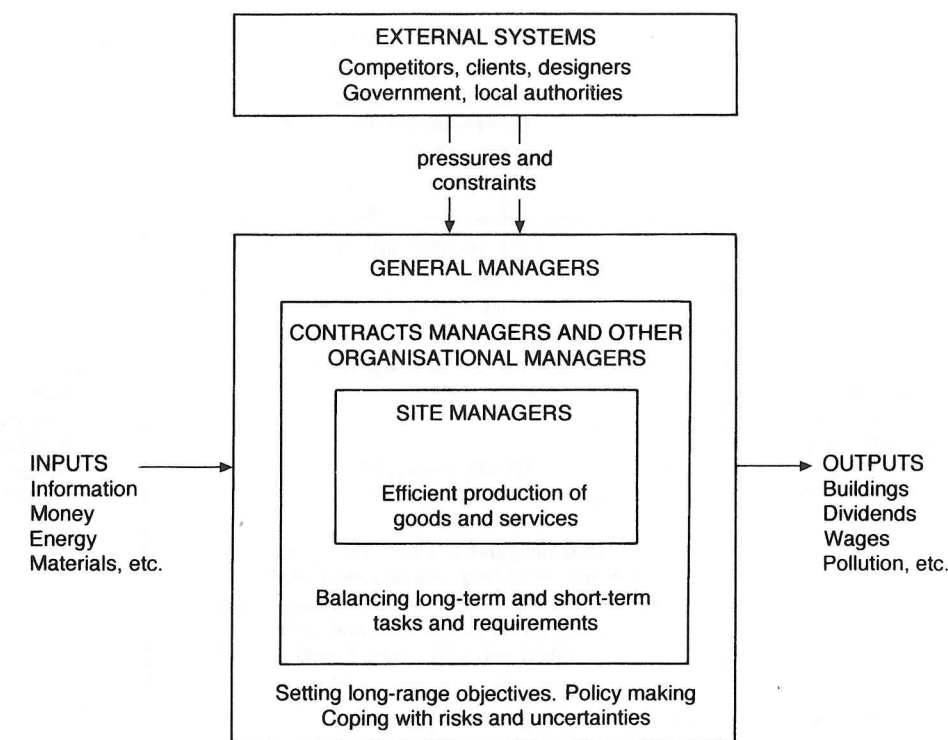 EXTERNAL SYSTEMS
Competitors, clients, designers
Government, local authorities
pressures and
constraints
GENERAL MANAGERS
CONTRACTS MANAGERS AND OTHER
ORGANISATIONAL MANAGERS
SITE MANAGERS
Efficient production of
goods and services
Balancing long-term and short-term
tasks and requirements
Setting long-range objectives. Policy making
Coping with risks and uncertainties
INPUTS
Information
Money
Energy
Materials, etc.
OUTPUTS
Buildings
Dividends
Wages
Pollution, etc.